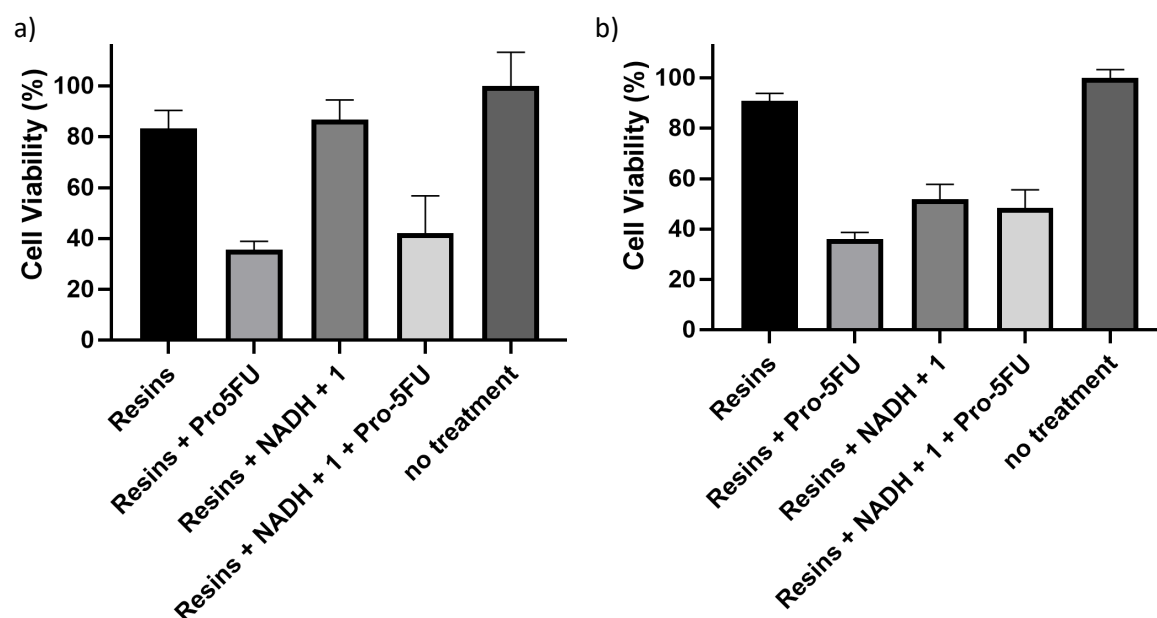 a)
Cell Viability (%)
100
80
60
40
20
0
Resins
Resins + Pro5FU
Resins + NADH + 1
Resins + NADH + 1 + Pro-5FU
no treatment
b)
Cell Viability (%)
100
80
60
40
20
0
Resins
Resins + Pro-5FU
Resins + NADH + 1
Resins + NADH + 1 + Pro-5FU
no treatment